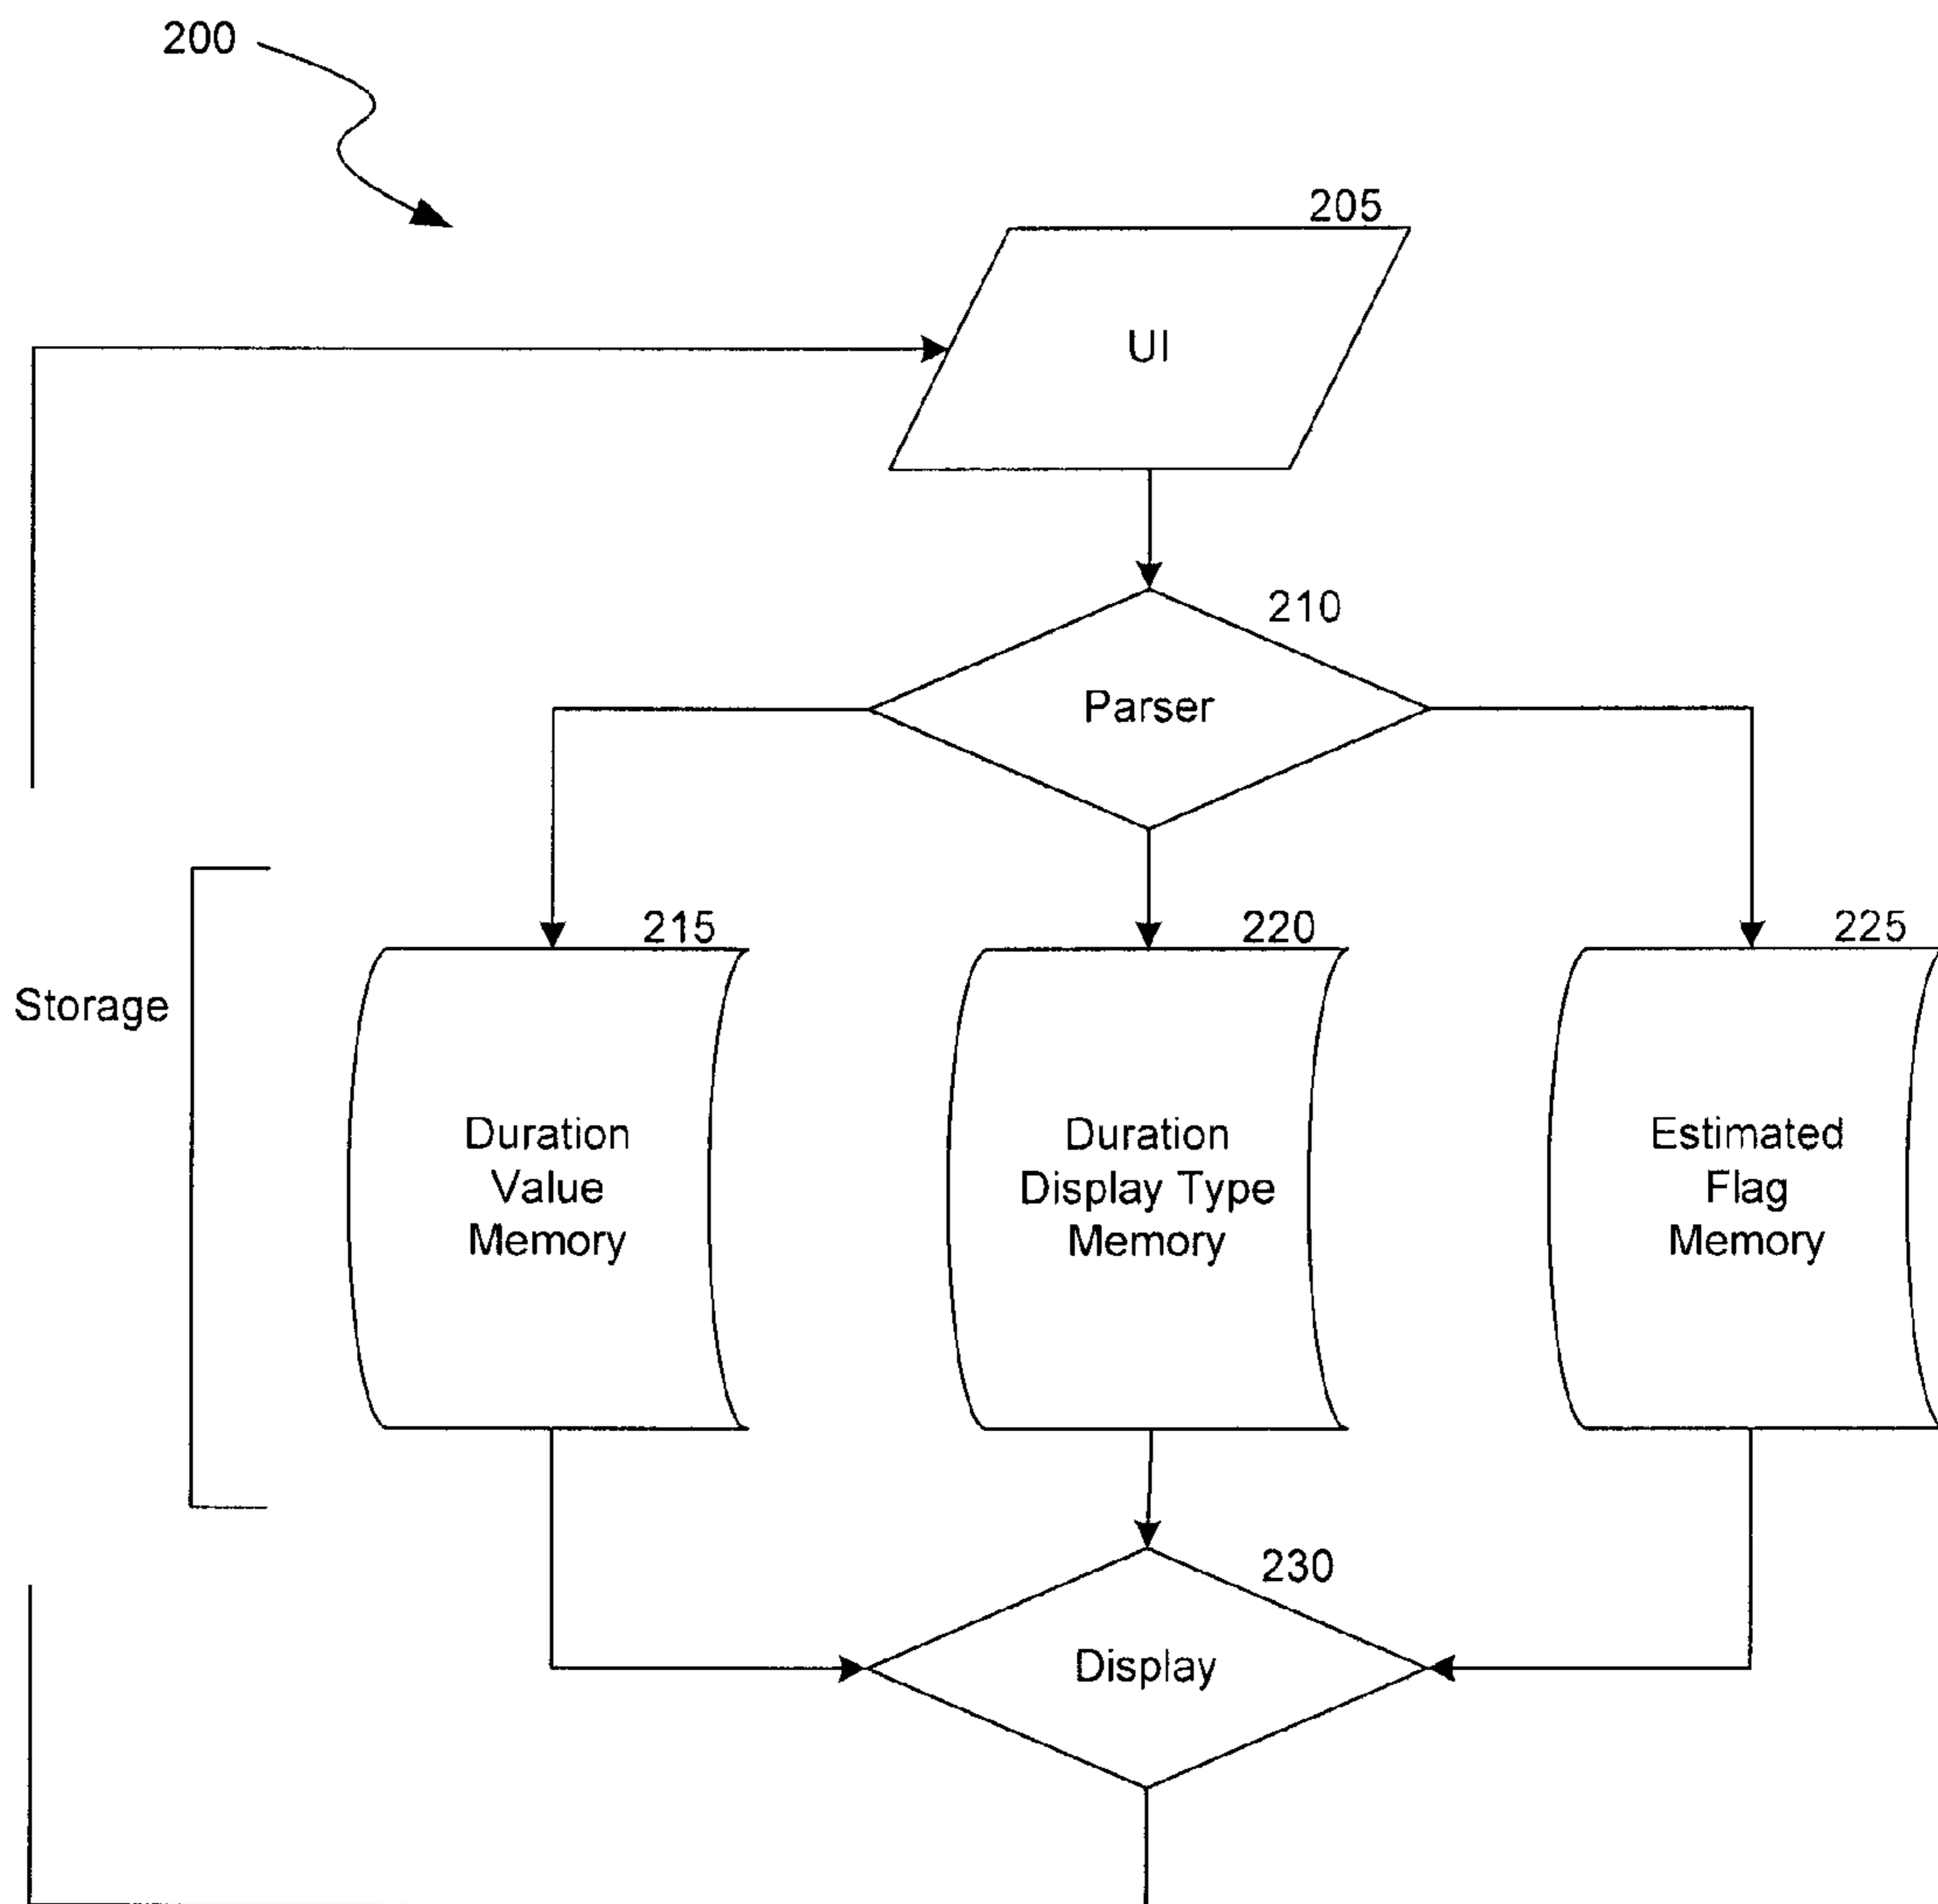 200
205
UI
210
Parser
Storage
215
220
225
Duration
Value
Memory
Duration
Display Type
Memory
Estimated
Flag
Memory
230
Display